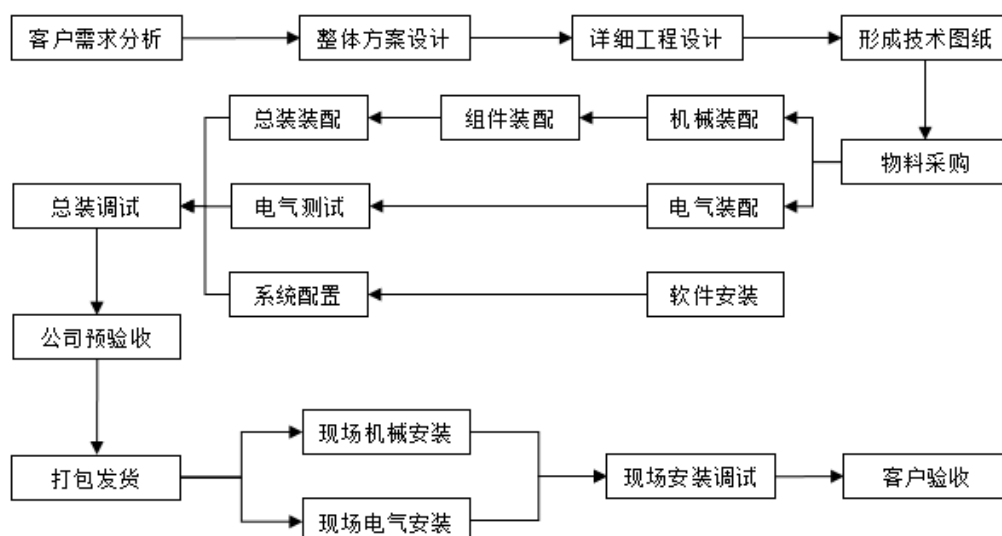 客户需求分析
整体方案设计
详细工程设计
形成技术图纸
总装装配
组件装配
机械装配
物料采购
总装调试
电气测试
电气装配
系统配置
软件安装
公司预验收
现场机械安装
打包发货
现场安装调试
客户验收
现场电气安装